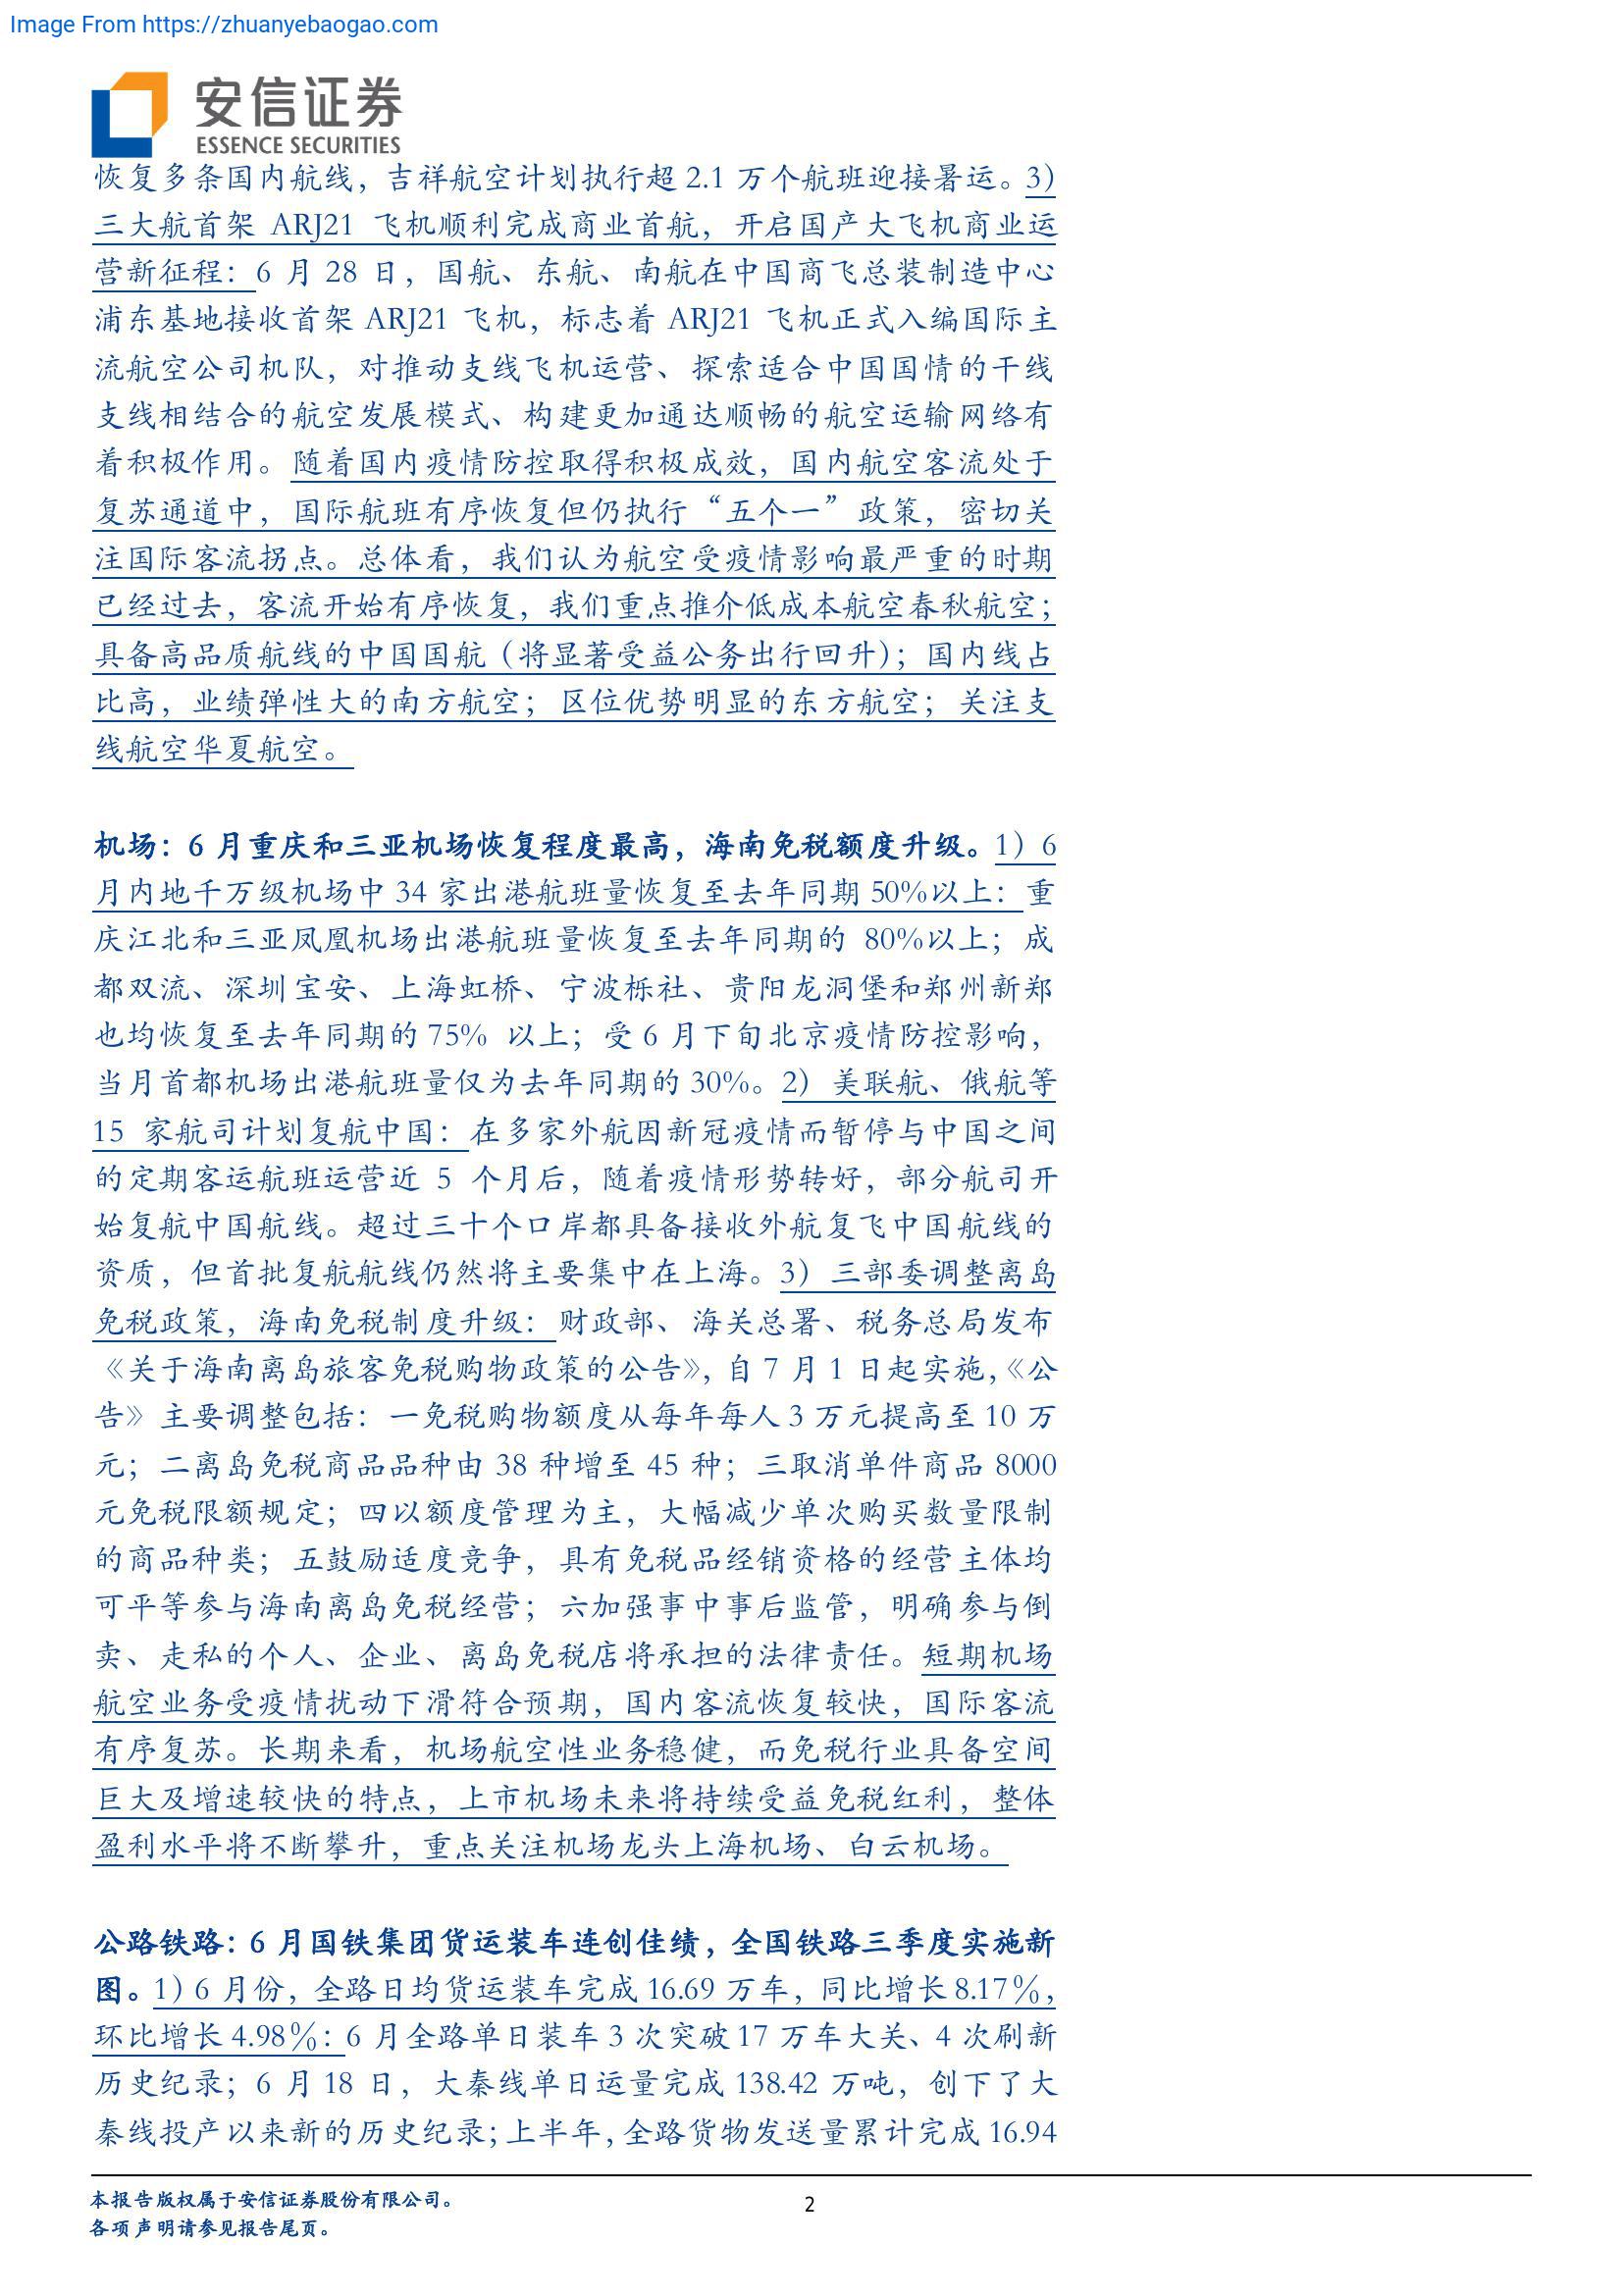 Image From https://zhuanyebaogao.com
安信证券
ESSENCE SECURITIES
恢复多条国内航线，吉祥航空计划执行超 2.1 万个航班迎接暑运。3）
三大航首架 ARJ21 飞机顺利完成商业首航，开启国产大飞机商业运
营新征程：6 月 28 日，国航、东航、南航在中国商飞总装制造中心
浦东基地接收首架 ARJ21 飞机，标志着 ARJ21 飞机正式入编国际主
流航空公司机队，对推动支线飞机运营、探索适合中国国情的干线
支线相结合的航空发展模式、构建更加通达顺畅的航空运输网络有
着积极作用。随着国内疫情防控取得积极成效，国内航空客流处于
复苏通道中，国际航班有序恢复但仍执行“五个一”政策，密切关
注国际客流拐点。总体看，我们认为航空受疫情影响最严重的时期
已经过去，客流开始有序恢复，我们重点推介低成本航空春秋航空；
具备高品质航线的中国国航（将显著受益公务出行回升）；国内线占
比高，业绩弹性大的南方航空；区位优势明显的东方航空；关注支
线航空华夏航空。
机场：6 月重庆和三亚机场恢复程度最高，海南免税额度升级。1）6
月内地千万级机场中 34 家出港航班量恢复至去年同期 50%以上：重
庆江北和三亚凤凰机场出港航班量恢复至去年同期的 80%以上；成
都双流、深圳宝安、上海虹桥、宁波栎社、贵阳龙洞堡和郑州新郑
也均恢复至去年同期的 75% 以上；受 6 月下旬北京疫情防控影响，
当月首都机场出港航班量仅为去年同期的 30%。2）美联航、俄航等
15 家航司计划复航中国：在多家外航因新冠疫情而暂停与中国之间
的定期客运航班运营近 5 个月后，随着疫情形势转好，部分航司开
始复航中国航线。超过三十个口岸都具备接收外航复飞中国航线的
资质，但首批复航航线仍然将主要集中在上海。3）三部委调整离岛
免税政策，海南免税制度升级：财政部、海关总署、税务总局发布
《关于海南离岛旅客免税购物政策的公告》，自 7 月 1 日起实施，《公
告》主要调整包括：一免税购物额度从每年每人 3 万元提高至 10 万
元；二离岛免税商品品种由 38 种增至 45 种；三取消单件商品 8000
元免税限额规定；四以额度管理为主，大幅减少单次购买数量限制
的商品种类；五鼓励适度竞争，具有免税品经销资格的经营主体均
可平等参与海南离岛免税经营；六加强事中事后监管，明确参与倒
卖、走私的个人、企业、离岛免税店将承担的法律责任。短期机场
航空业务受疫情扰动下滑符合预期，国内客流恢复较快，国际客流
有序复苏。长期来看，机场航空性业务稳健，而免税行业具备空间
巨大及增速较快的特点，上市机场未来将持续受益免税红利，整体
盈利水平将不断攀升，重点关注机场龙头上海机场、白云机场。
公路铁路：6 月国铁集团货运装车连创佳绩，全国铁路三季度实施新
图。1）6 月份，全路日均货运装车完成 16.69 万车，同比增长 8.17％，
环比增长 4.98％：6 月全路单日装车 3 次突破 17 万车大关、4 次刷新
历史纪录；6 月 18 日，大秦线单日运量完成 138.42 万吨，创下了大
秦线投产以来新的历史纪录；上半年，全路货物发送量累计完成 16.94
本报告版权属于安信证券股份有限公司。
2
各项声明请参见报告尾页。